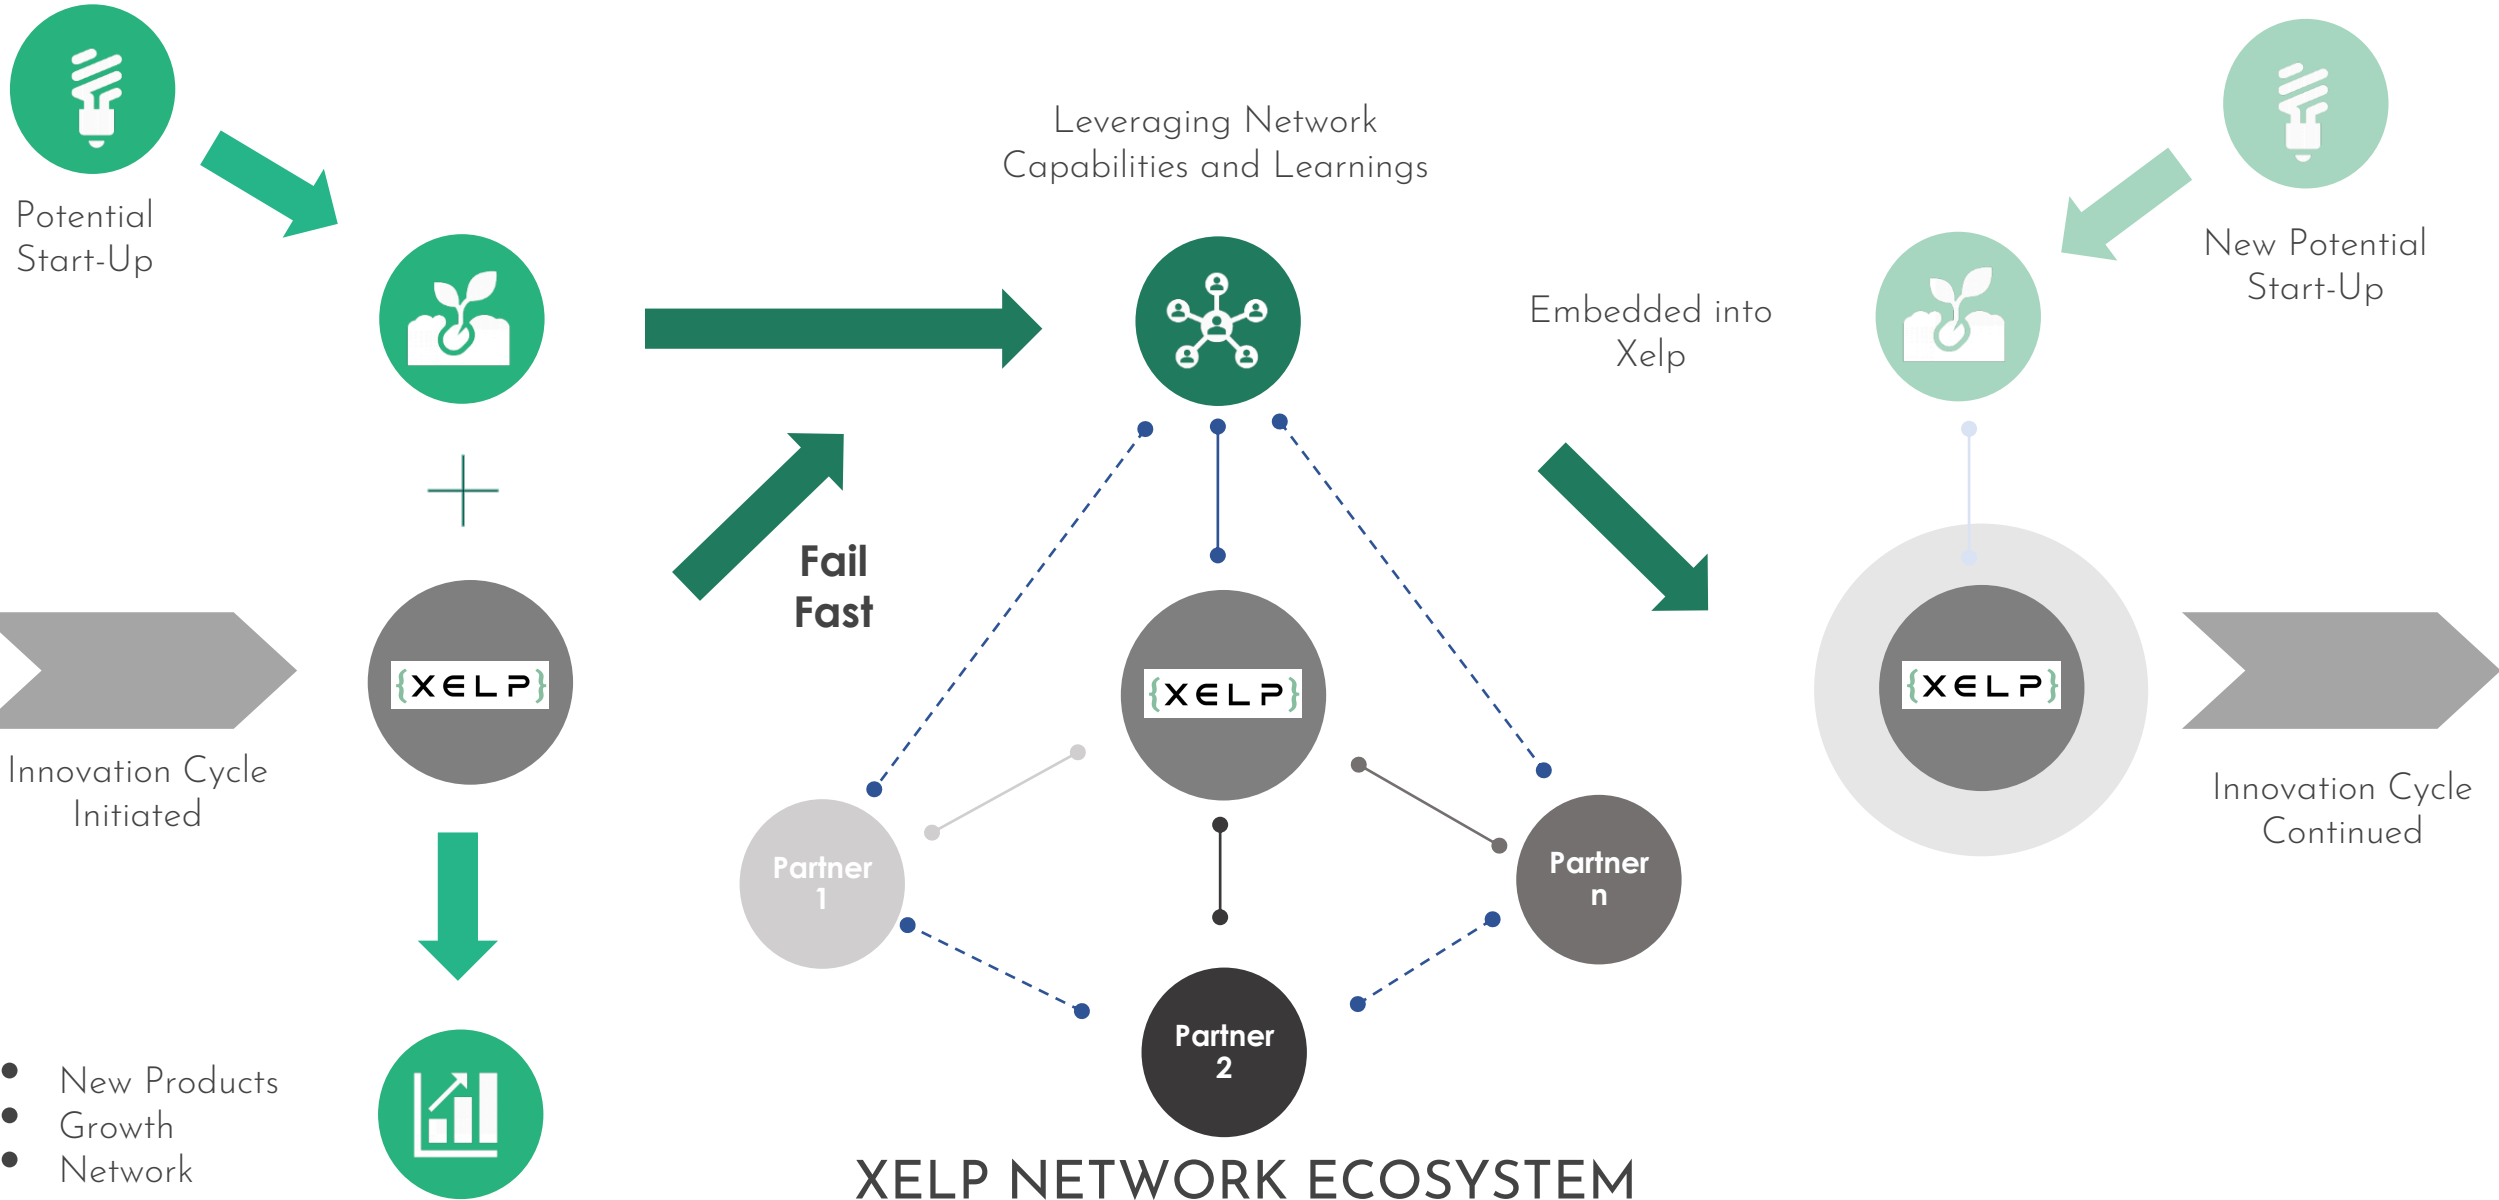 Potential
Start-Up
Leveraging Network
Capabilities and Learnings
New Potential
Start-Up
Embedded into
Xelp
Fail
Fast
{XELP}
{XELP}
{XELP}
Innovation Cycle
Initiated
Innovation Cycle
Continued
Partner
1
Partner
n
Partner
2
• New Products
• Growth
• Network
XELP NETWORK ECOSYSTEM